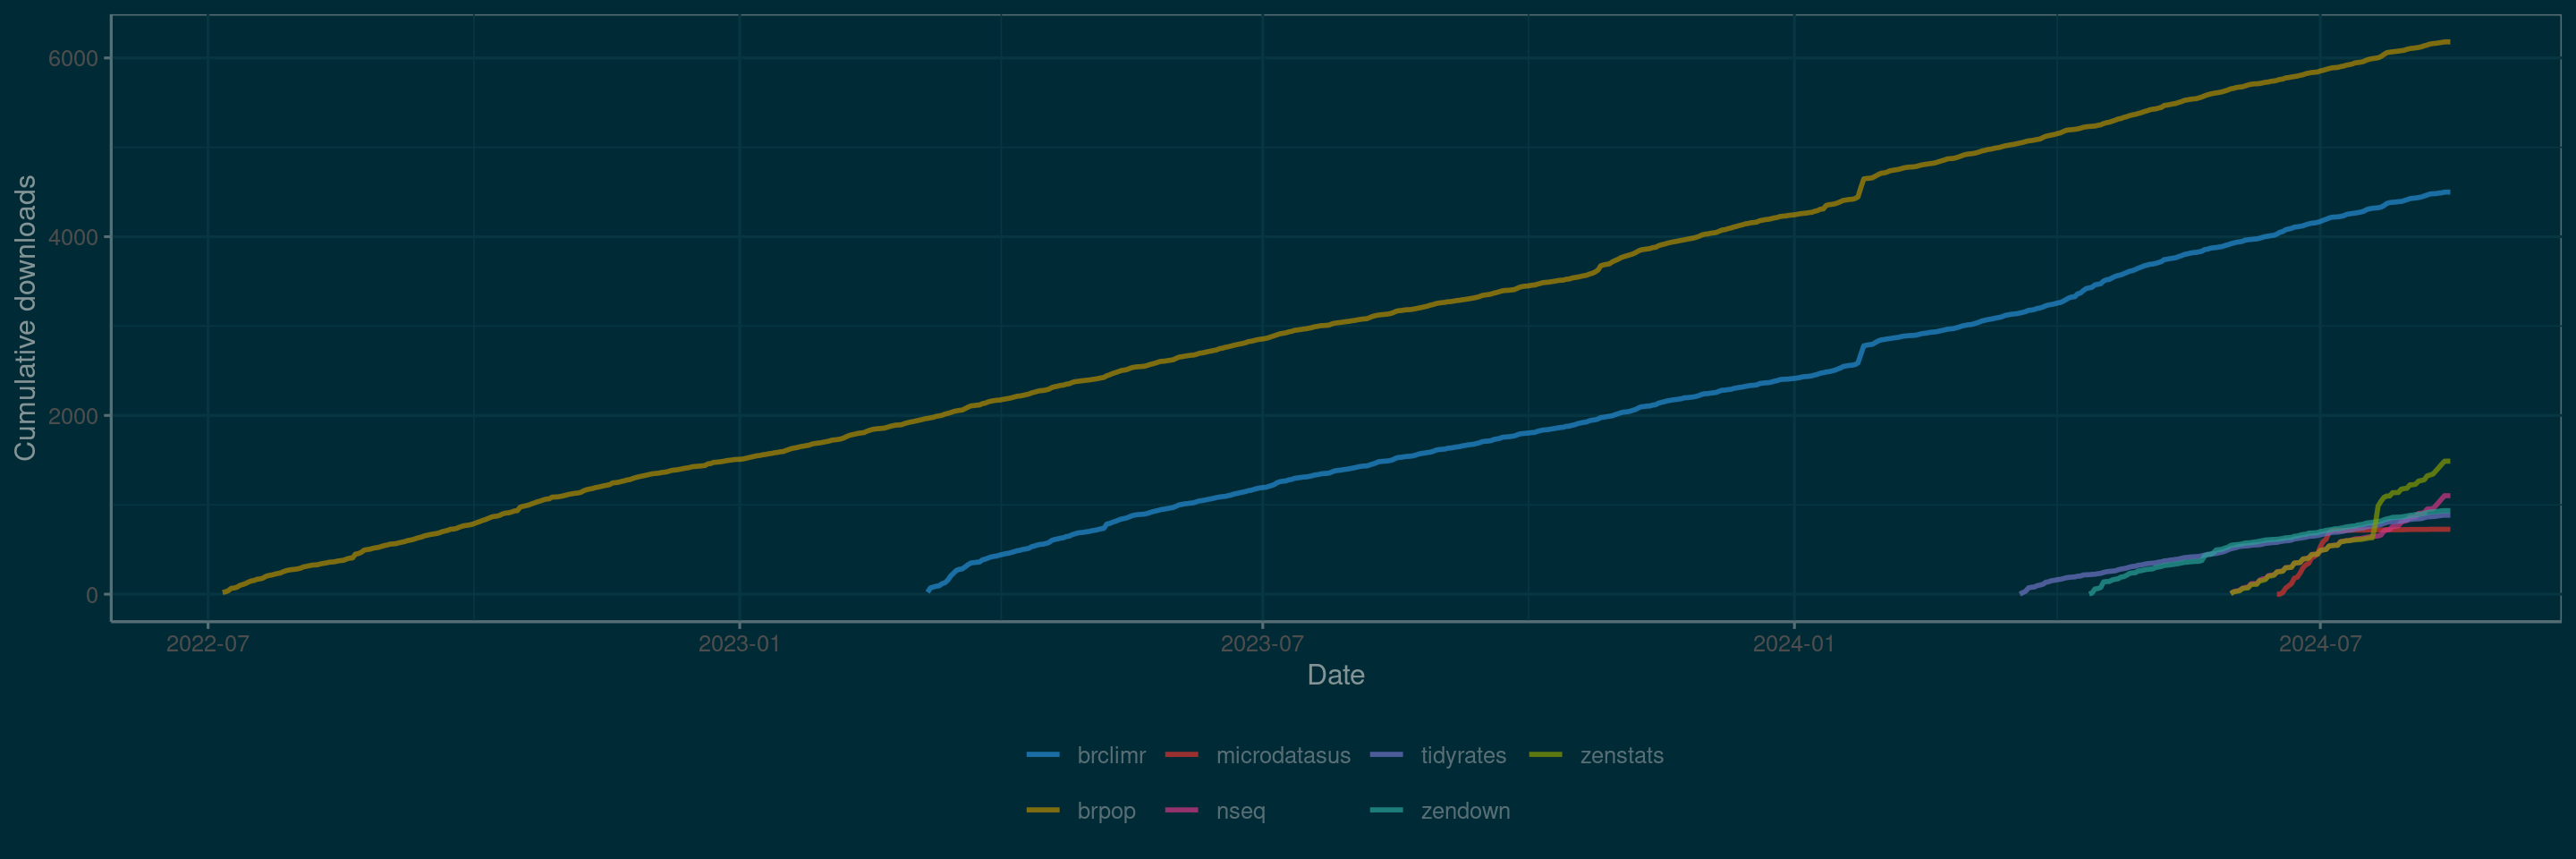 Cumulative downloads
6000
4000
2000
0
2022-07 2023-01 2023-07 2024-01 2024-07
Date
brclimr microdatasus tidyrates zenstats
brpop nseq zendown